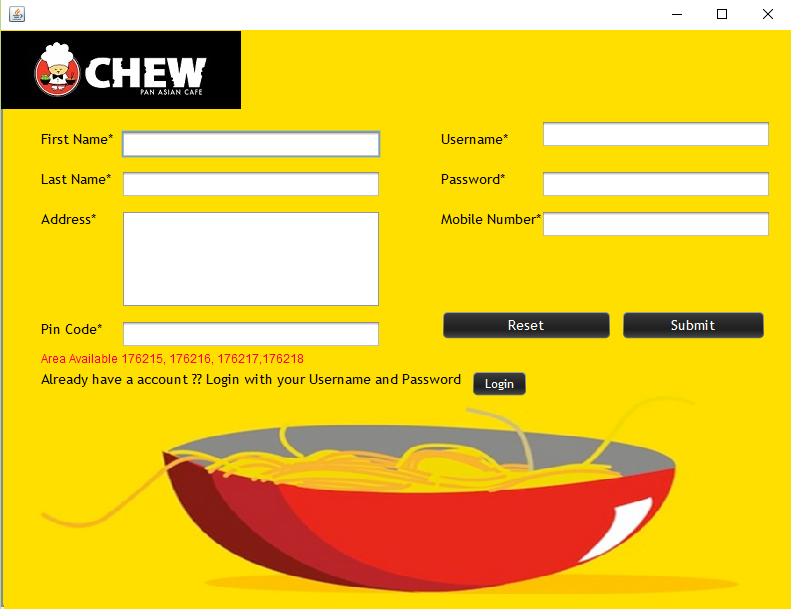 CHEW
PAN ASIAN CAFE
First Name*
Username*
Last Name*
Password*
Address*
Mobile Number*
Pin Code*
Reset
Submit
Area Available 176215, 176216, 176217,176218
Already have a account ?? Login with your Username and Password
Login